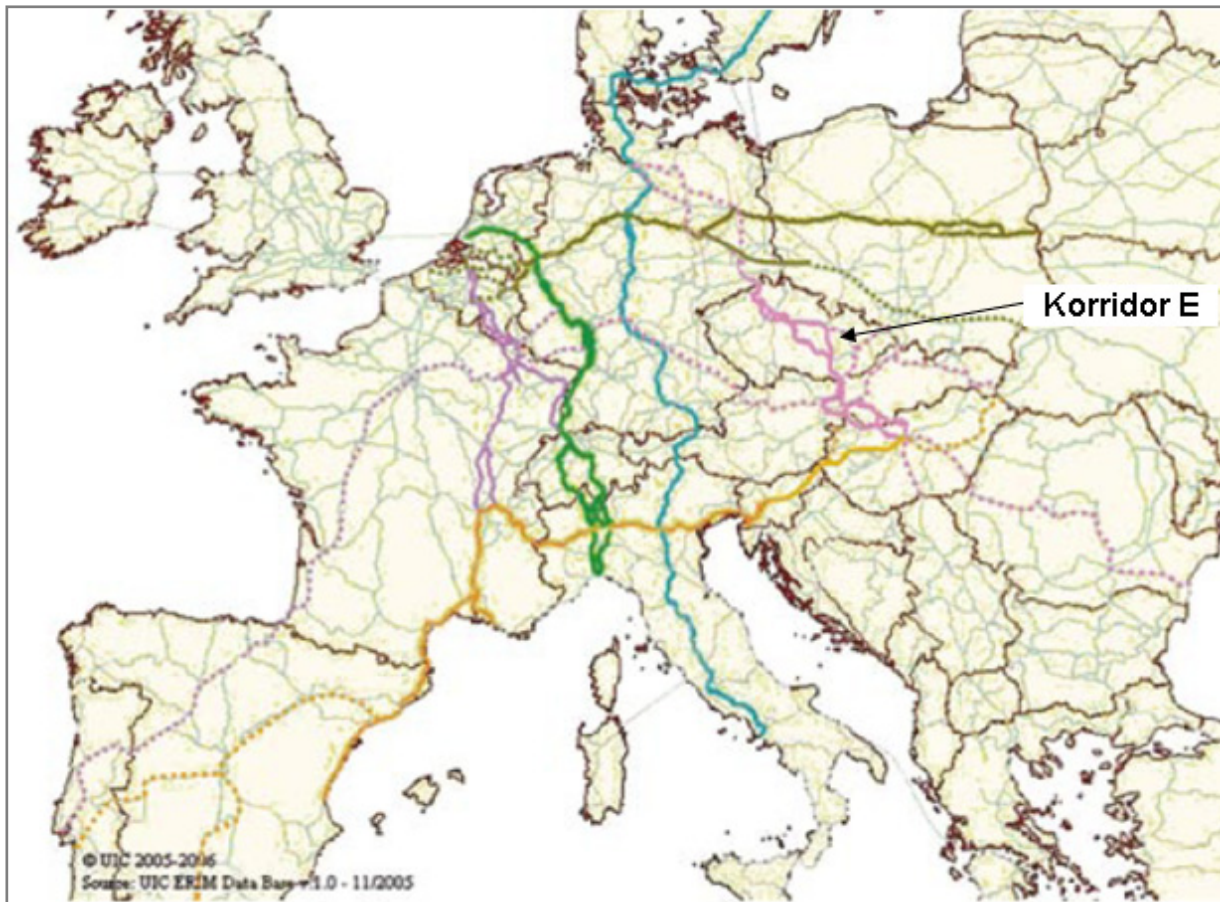 Korridor E
© UIC 2005-2006
Source: UIC ERIM Data Base v.1.0 - 11/2005